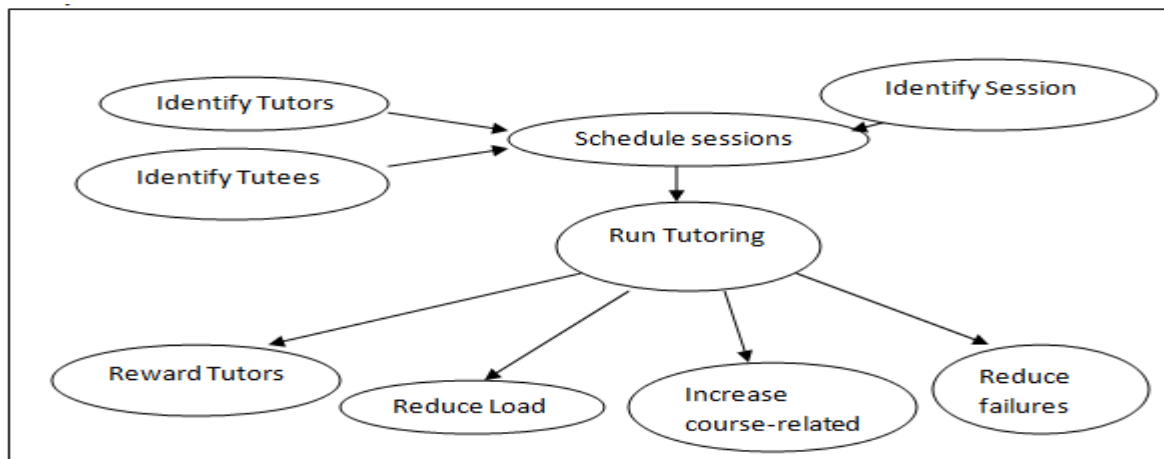 Identify Tutors
Identify Session
Schedule sessions
Identify Tutees
Run Tutoring
Reward Tutors
Reduce Load
Increase
course-related
Reduce
failures